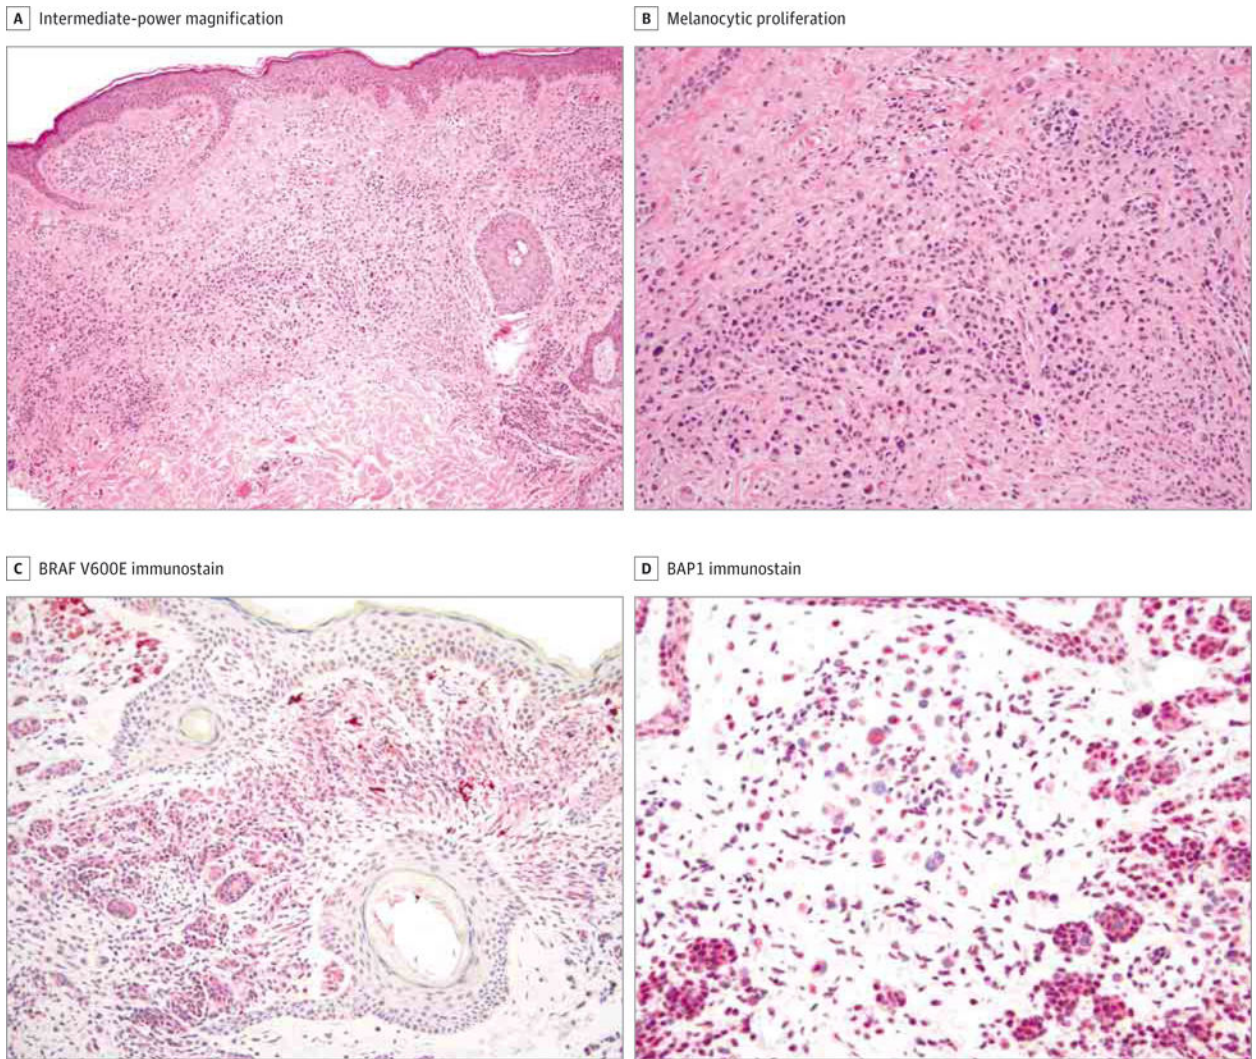 A Intermediate-power magnification
B Melanocytic proliferation
C BRAF V600E immunostain
D BAP1 immunostain